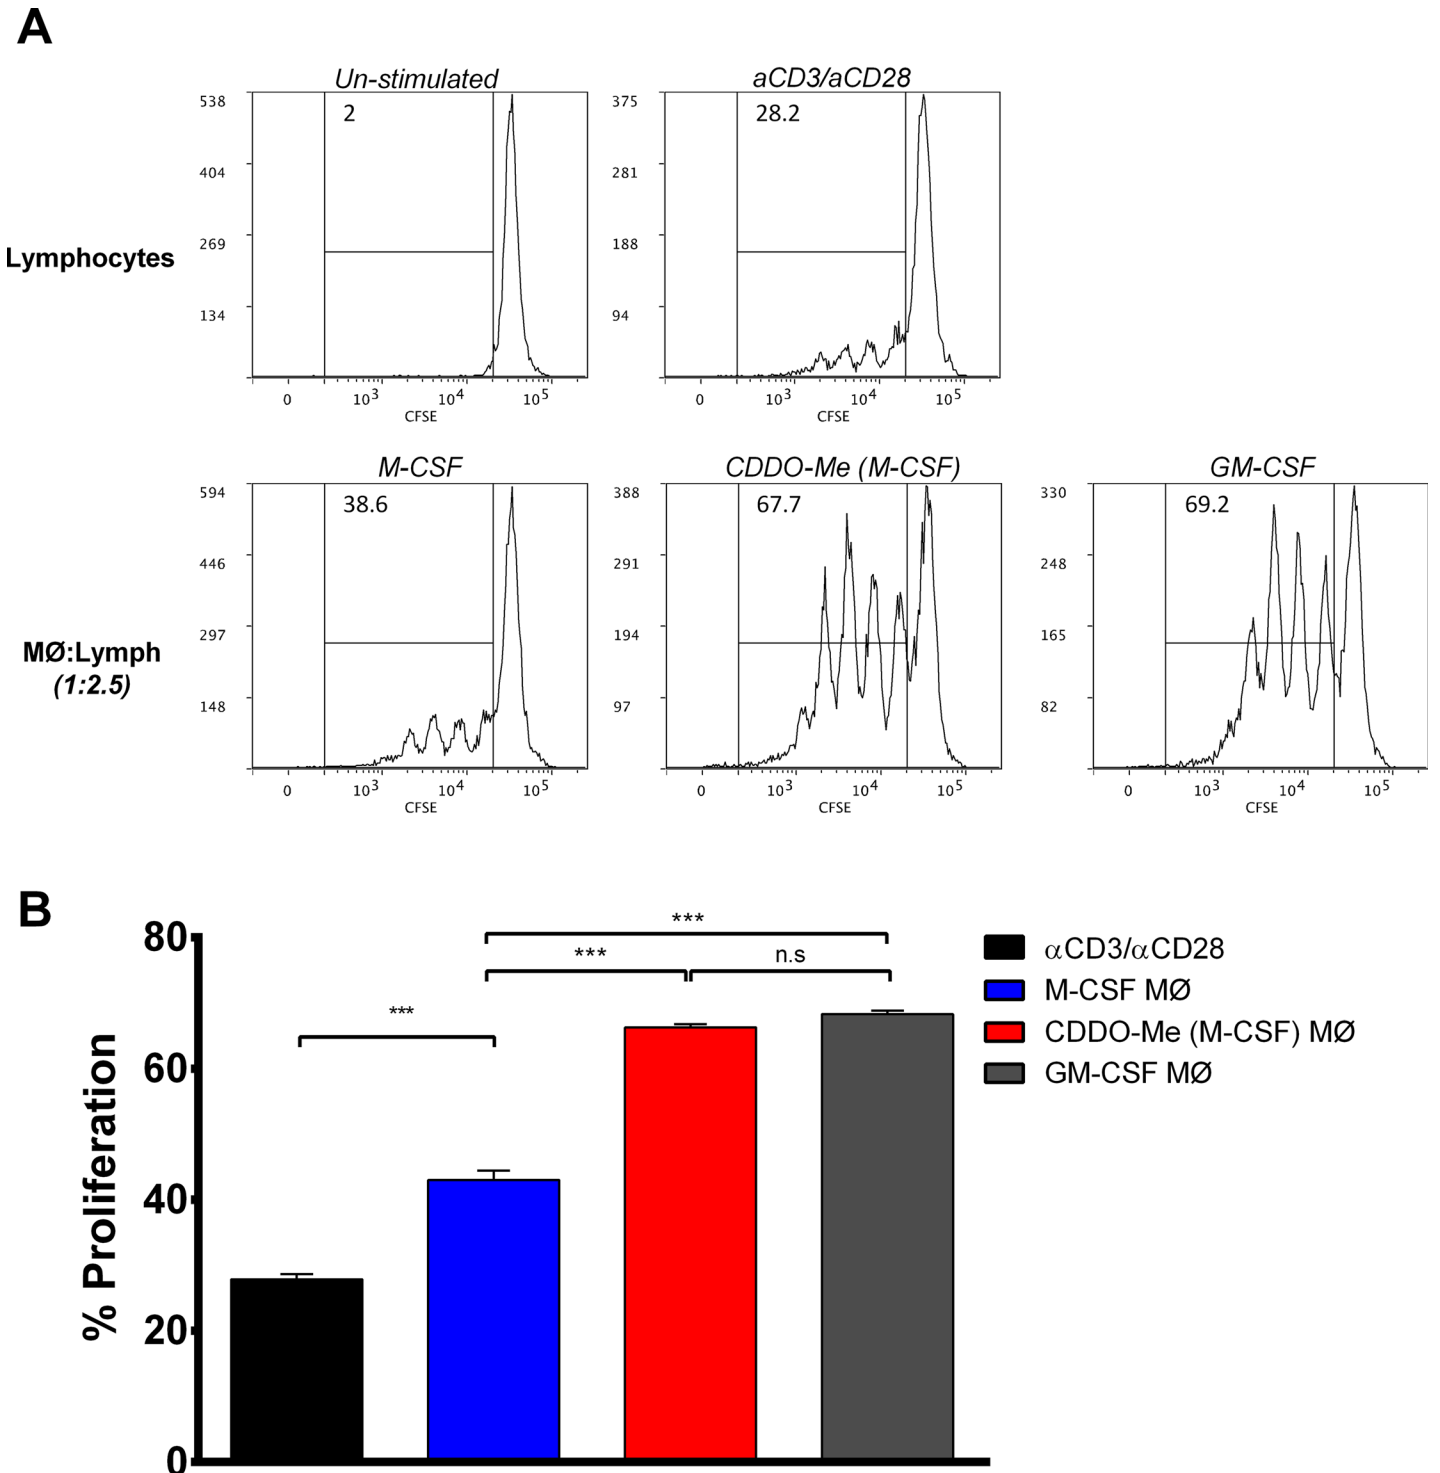 A
Un-stimulated
aCD3/aCD28
538
404
269
134
2
0 10³ 10⁴ 10⁵
CFSE
375
281
188
94
28.2
0 10³ 10⁴ 10⁵
CFSE
Lymphocytes
M-CSF
CDDO-Me (M-CSF)
GM-CSF
594
446
297
148
38.6
0 10³ 10⁴ 10⁵
CFSE
388
291
194
97
67.7
0 10³ 10⁴ 10⁵
CFSE
330
248
165
82
69.2
0 10³ 10⁴ 10⁵
CFSE
MØ:Lymph
(1:2.5)
B
% Proliferation
80
60
40
20
0
***
***
n.s
***
αCD3/αCD28
M-CSF MØ
CDDO-Me (M-CSF) MØ
GM-CSF MØ